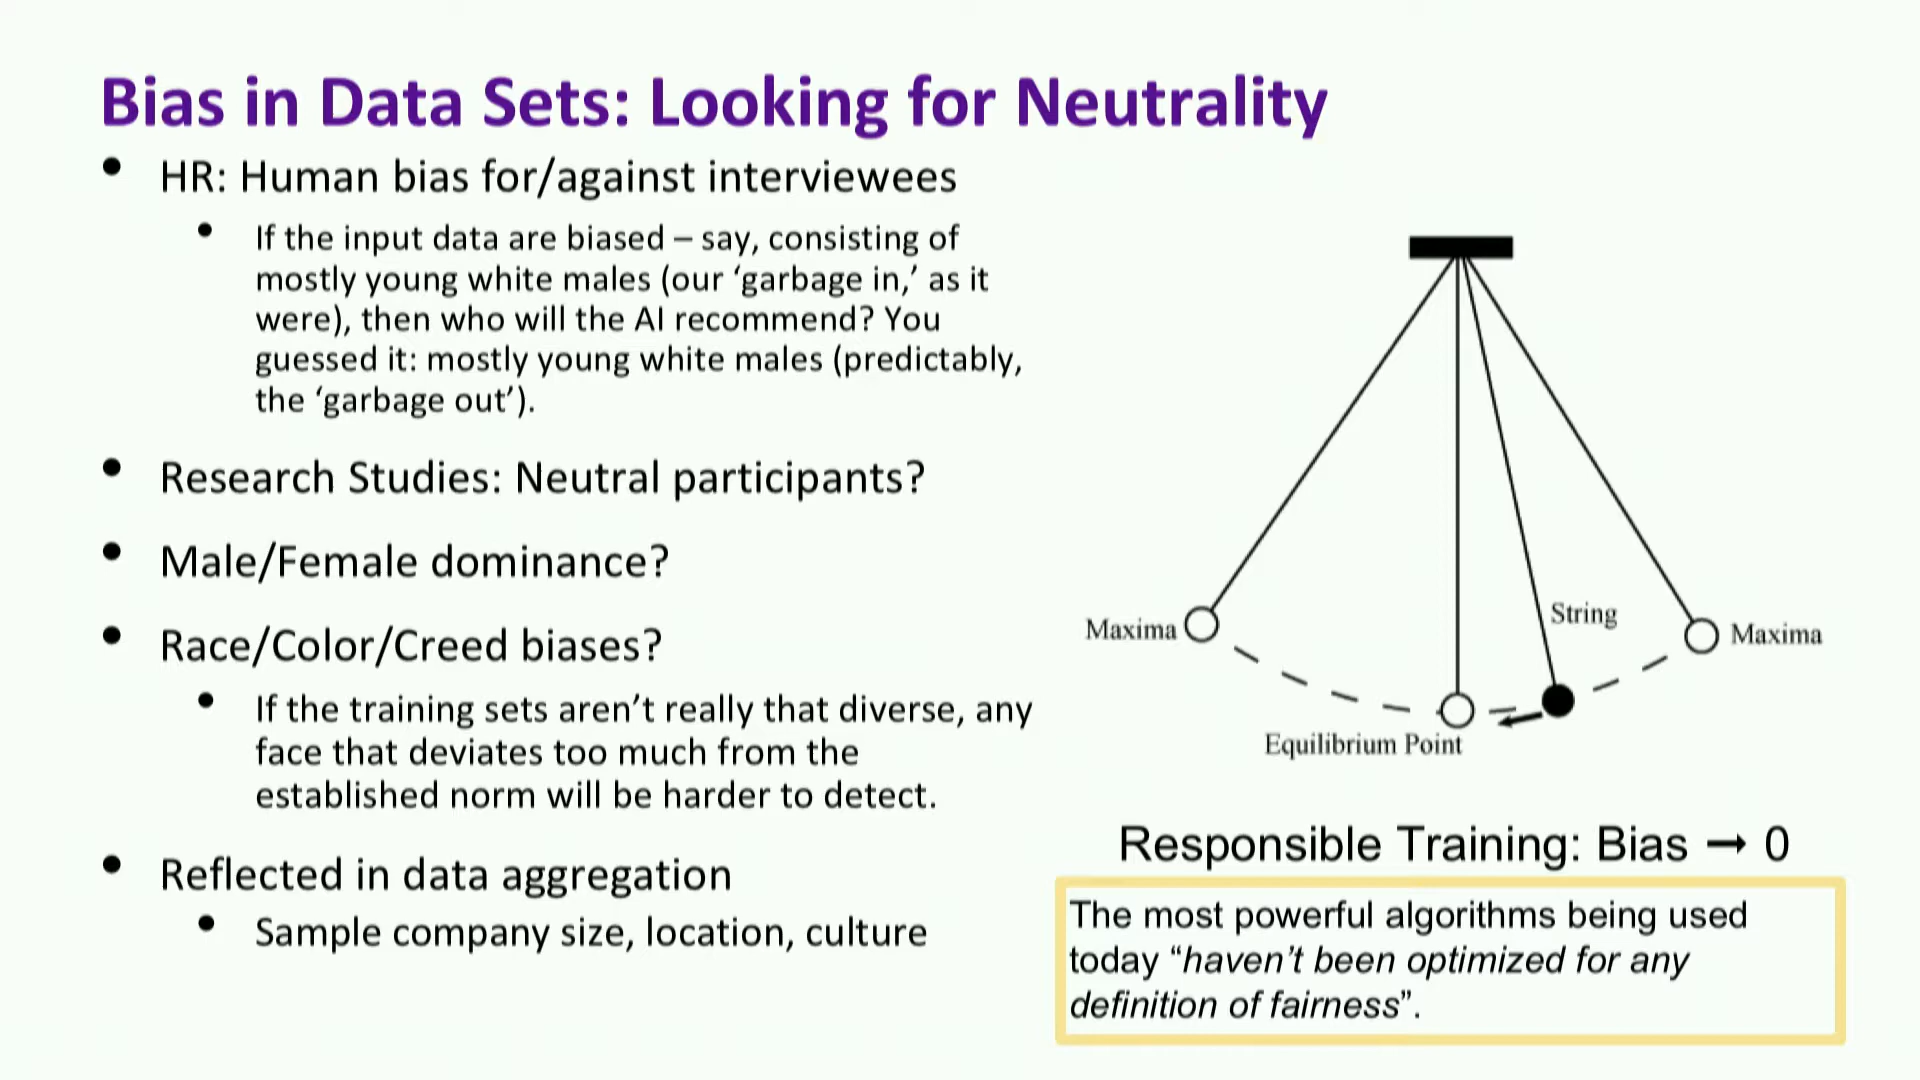 Bias in Data Sets: Looking for Neutrality
• HR: Human bias for/against interviewees
• If the input data are biased – say, consisting of
mostly young white males (our ‘garbage in,’ as it
were), then who will the AI recommend? You
guessed it: mostly young white males (predictably,
the ‘garbage out’).
• Research Studies: Neutral participants?
• Male/Female dominance?
• Race/Color/Creed biases?
• If the training sets aren’t really that diverse, any
face that deviates too much from the
established norm will be harder to detect.
• Reflected in data aggregation
• Sample company size, location, culture
String
Maxima
Maxima
Equilibrium Point
Responsible Training: Bias → 0
The most powerful algorithms being used
today “haven’t been optimized for any
definition of fairness”.